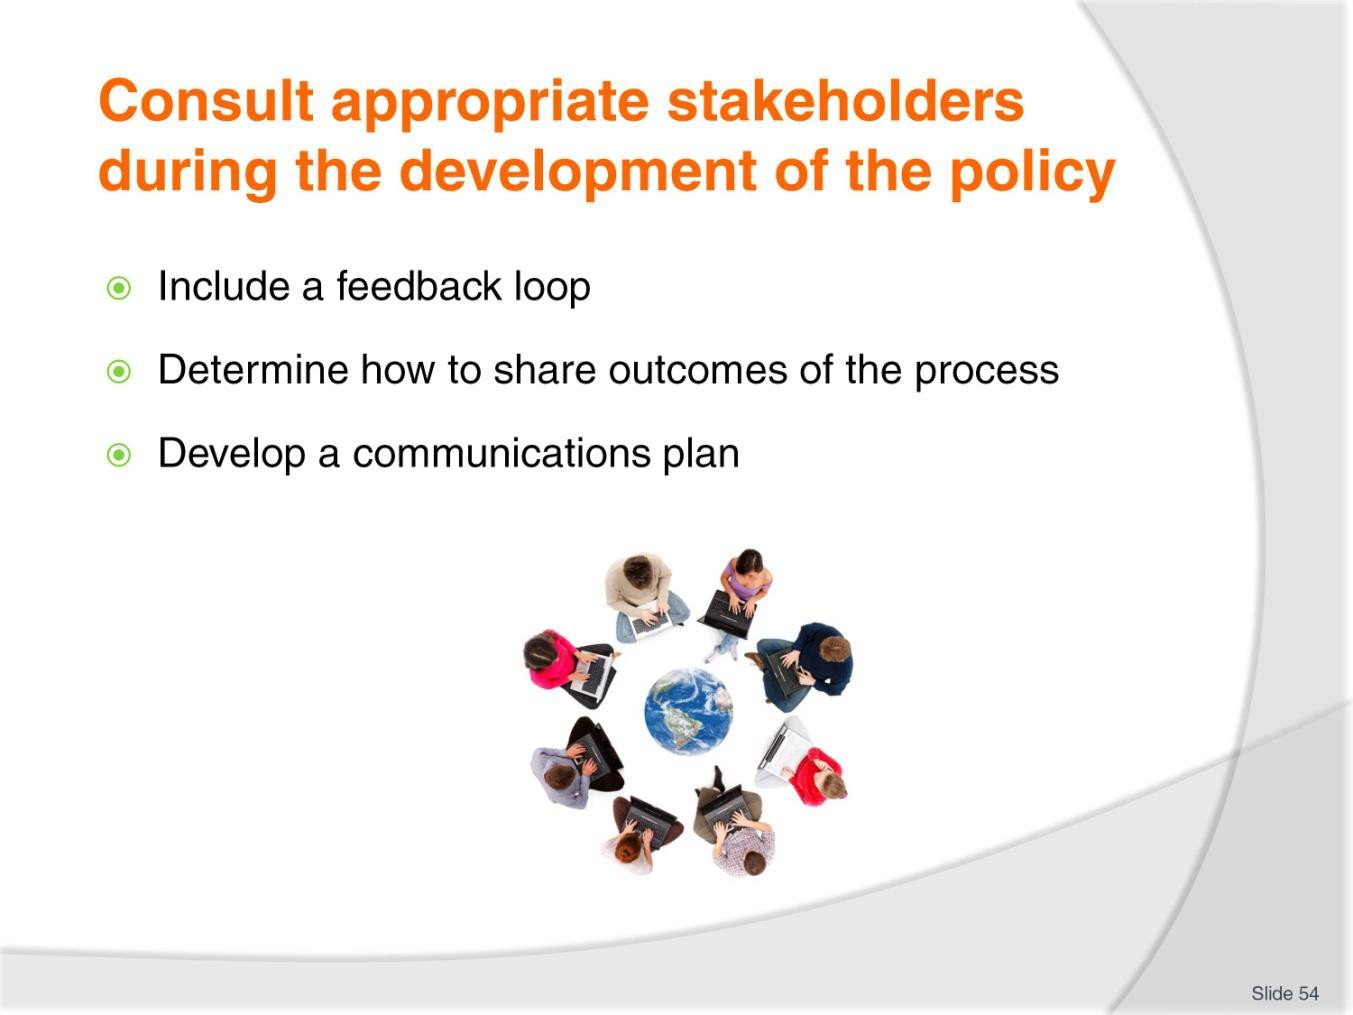 Consult appropriate stakeholders
during the development of the policy
Include a feedback loop
Determine how to share outcomes of the process
Develop a communications plan
Slide 54